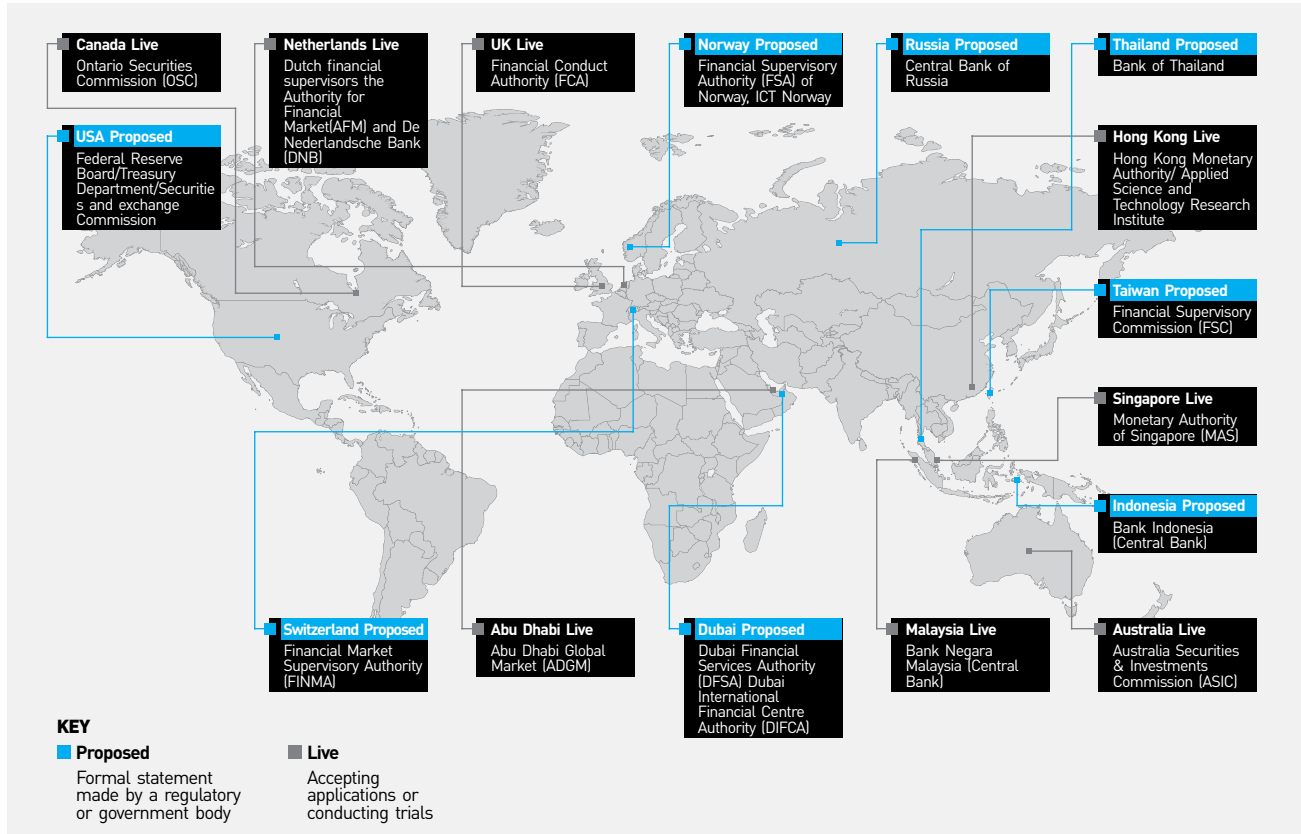 Canada Live
Ontario Securities
Commission (OSC)
Netherlands Live
Dutch financial
supervisors the
Authority for
Financial
Market(AFM) and De
Nederlandsche Bank
(DNB)
UK Live
Financial Conduct
Authority (FCA)
Norway Proposed
Financial Supervisory
Authority (FSA) of
Norway, ICT Norway
Russia Proposed
Central Bank of
Russia
Thailand Proposed
Bank of Thailand
USA Proposed
Federal Reserve
Board/Treasury
Department/Securitie
s and exchange
Commission
Hong Kong Live
Hong Kong Monetary
Authority/ Applied
Science and
Technology Research
Institute
Taiwan Proposed
Financial Supervisory
Commission (FSC)
Singapore Live
Monetary Authority
of Singapore (MAS)
Indonesia Proposed
Bank Indonesia
(Central Bank)
Switzerland Proposed
Financial Market
Supervisory Authority
(FINMA)
Abu Dhabi Live
Abu Dhabi Global
Market (ADGM)
Dubai Proposed
Dubai Financial
Services Authority
(DFSA) Dubai
International
Financial Centre
Authority (DIFCA)
Malaysia Live
Bank Negara
Malaysia (Central
Bank)
Australia Live
Australia Securities
& Investments
Commission (ASIC)
KEY
Proposed
Formal statement
made by a regulatory
or government body
Live
Accepting
applications or
conducting trials